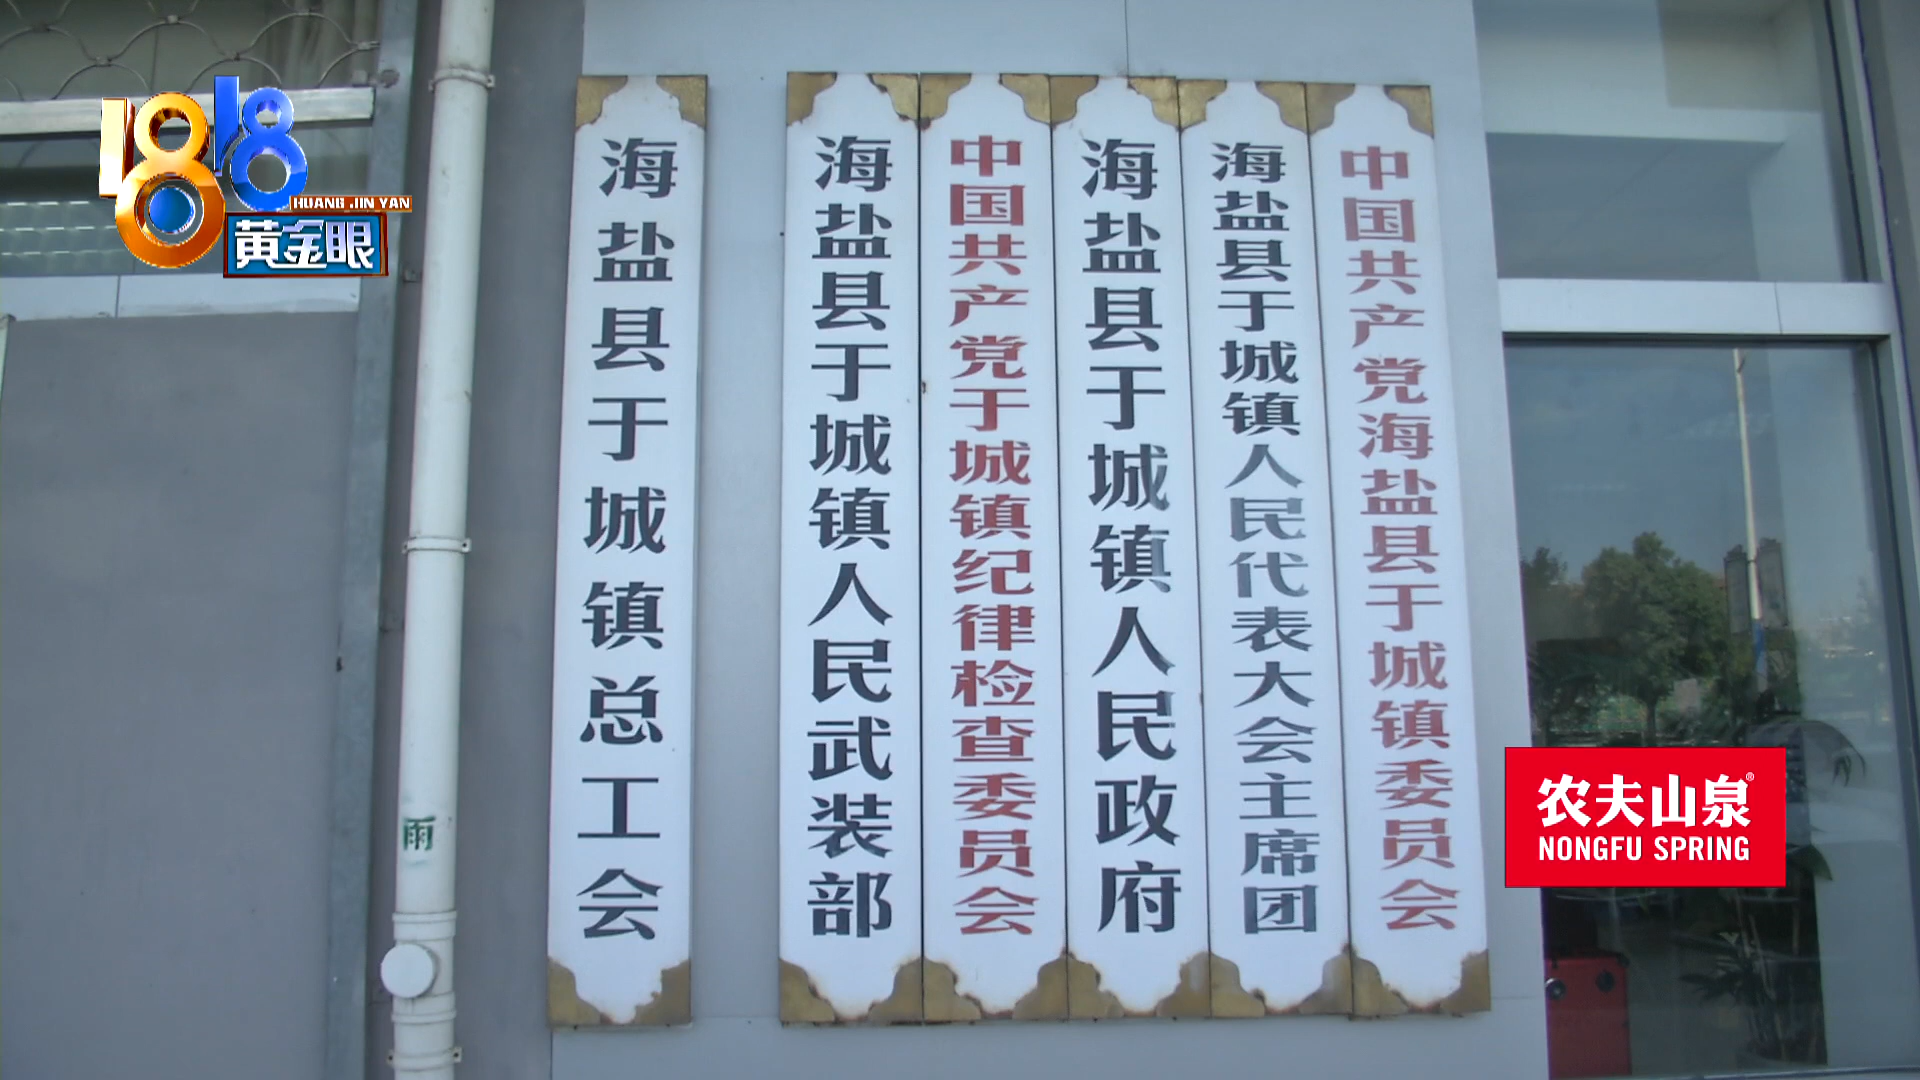 1818
HUANG JIN YAN
黄金眼
海盐县于城镇总工会
海盐县于城镇人民武装部
中国共产党于城镇纪律检查委员会
海盐县于城镇人民政府
海盐县于城镇人民代表大会主席团
中国共产党海盐县于城镇委员会
雨
农夫山泉®
NONGFU SPRING